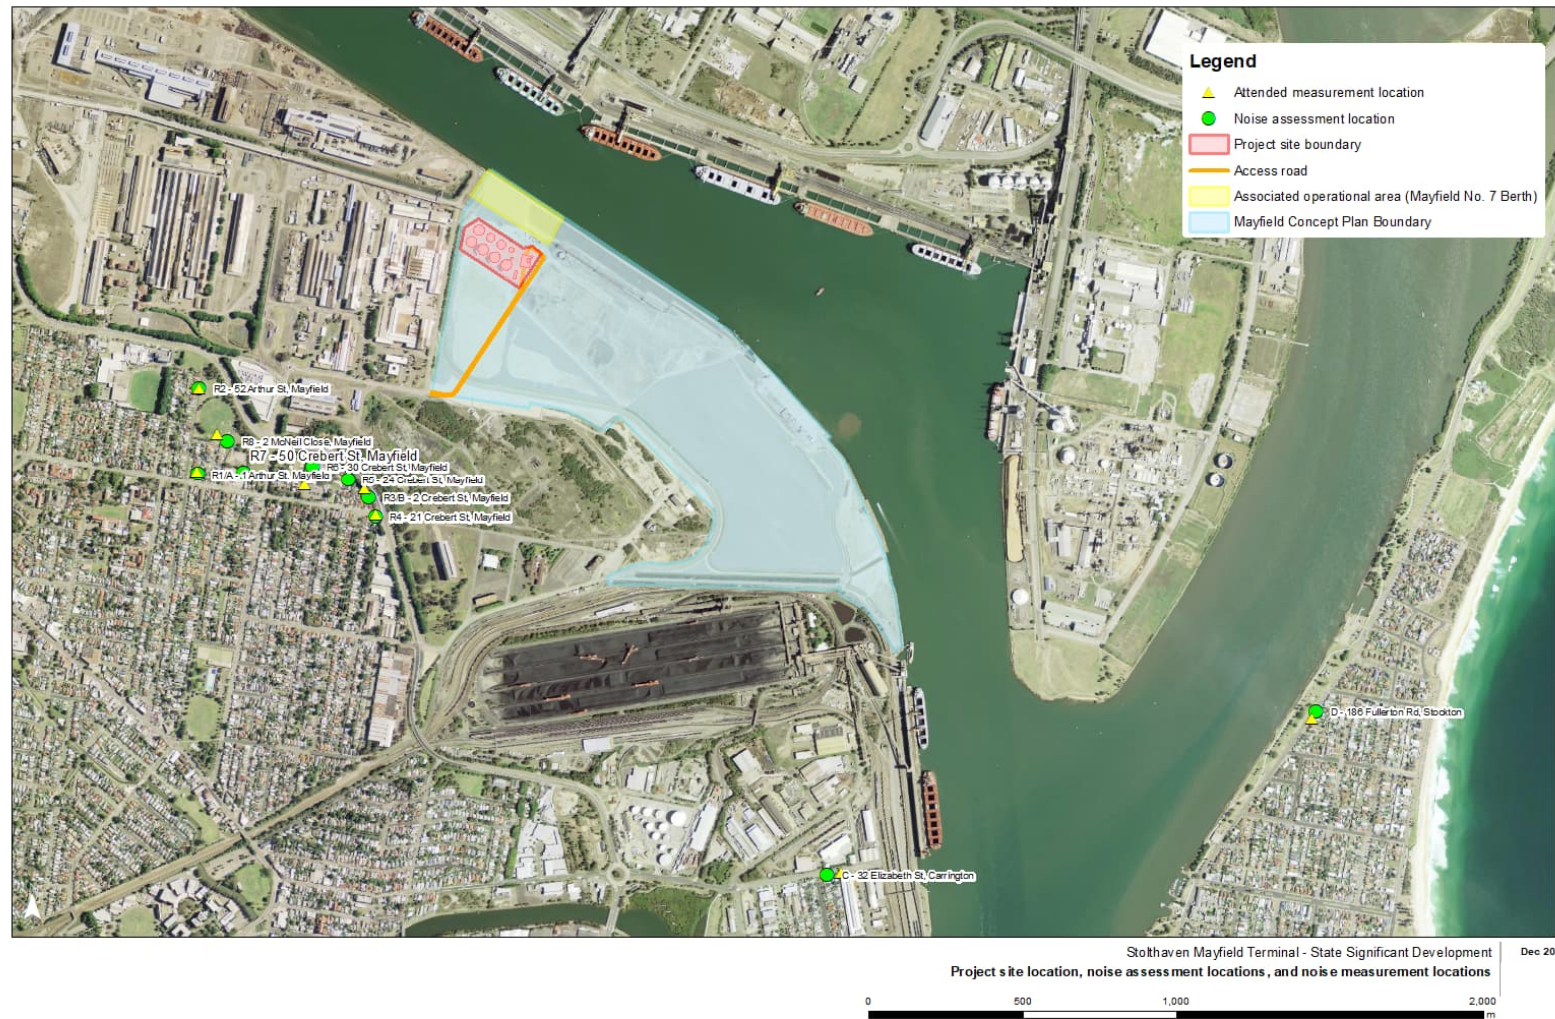 Legend
Attended measurement location
Noise assessment location
Project site boundary
Access road
Associated operational area (Mayfield No. 7 Berth)
Mayfield Concept Plan Boundary
R2 - 52 Arthur St, Mayfield
R8 - 2 McNeil Close, Mayfield
R7 - 50 Crebert St, Mayfield
R6 - 30 Crebert St, Mayfield
R1/A - 1 Arthur St, Mayfield
R5 - 24 Crebert St, Mayfield
R3/B - 2 Crebert St, Mayfield
R4 - 21 Crebert St, Mayfield
D - 186 Fullerton Rd, Stockton
C - 32 Elizabeth St, Carrington
Stolthaven Mayfield Terminal - State Significant Development
Dec 20
Project site location, noise assessment locations, and noise measurement locations
0 500 1,000 2,000
m